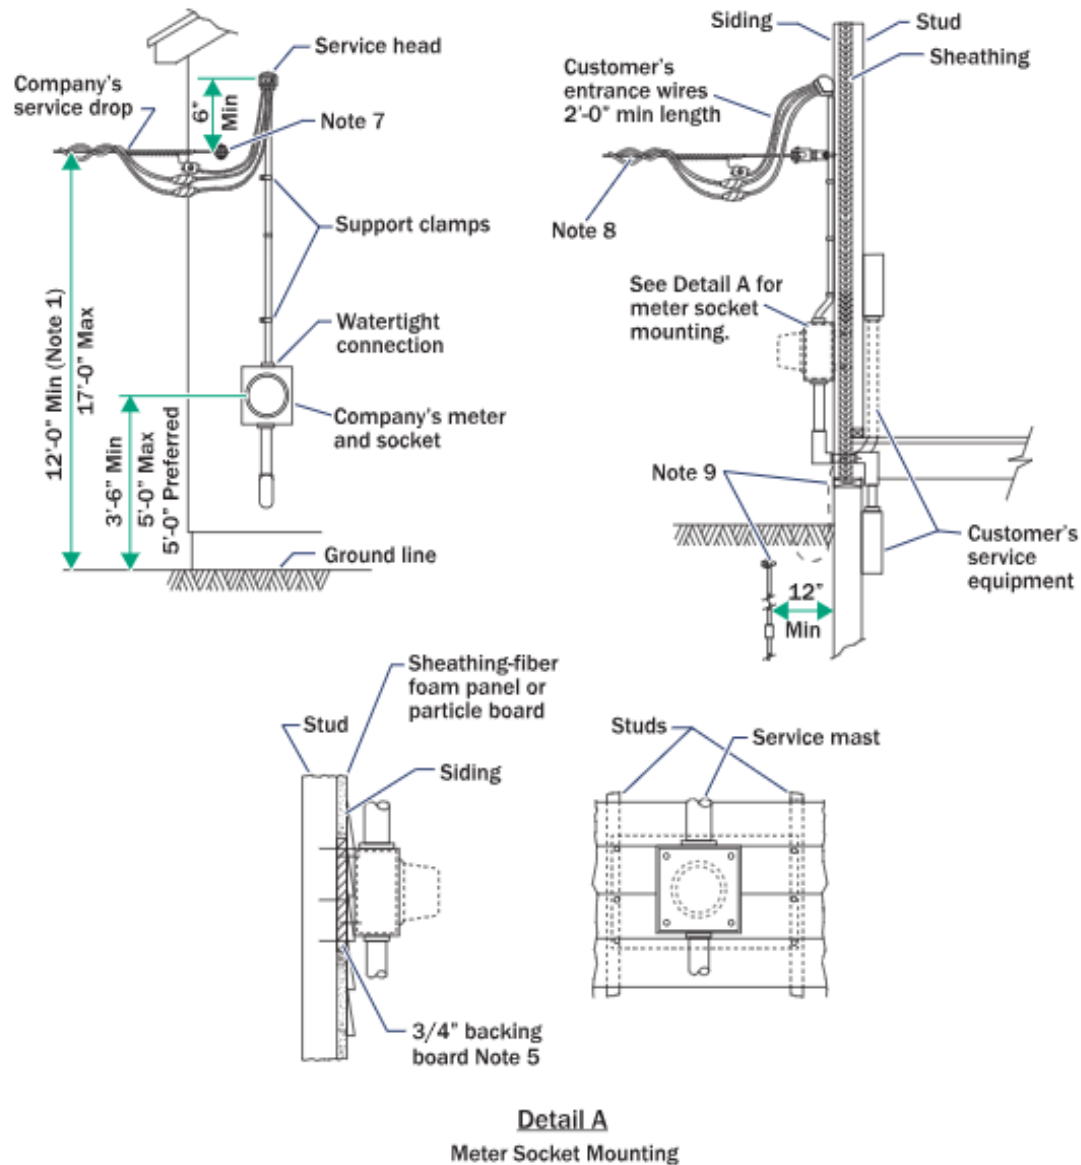 Service head
Company's
service drop
6"
Min
Note 7
Support clamps
12'-0" Min (Note 1)
17'-0" Max
Watertight
connection
3'-6" Min
5'-0" Max
5'-0" Preferred
Company's meter
and socket
Ground line
Siding
Stud
Sheathing
Customer's
entrance wires
2'-0" min length
Note 8
See Detail A for
meter socket
mounting.
Note 9
12"
Min
Customer's
service
equipment
Sheathing-fiber
foam panel or
particle board
Stud
Siding
3/4" backing
board Note 5
Studs
Service mast
Detail A
Meter Socket Mounting